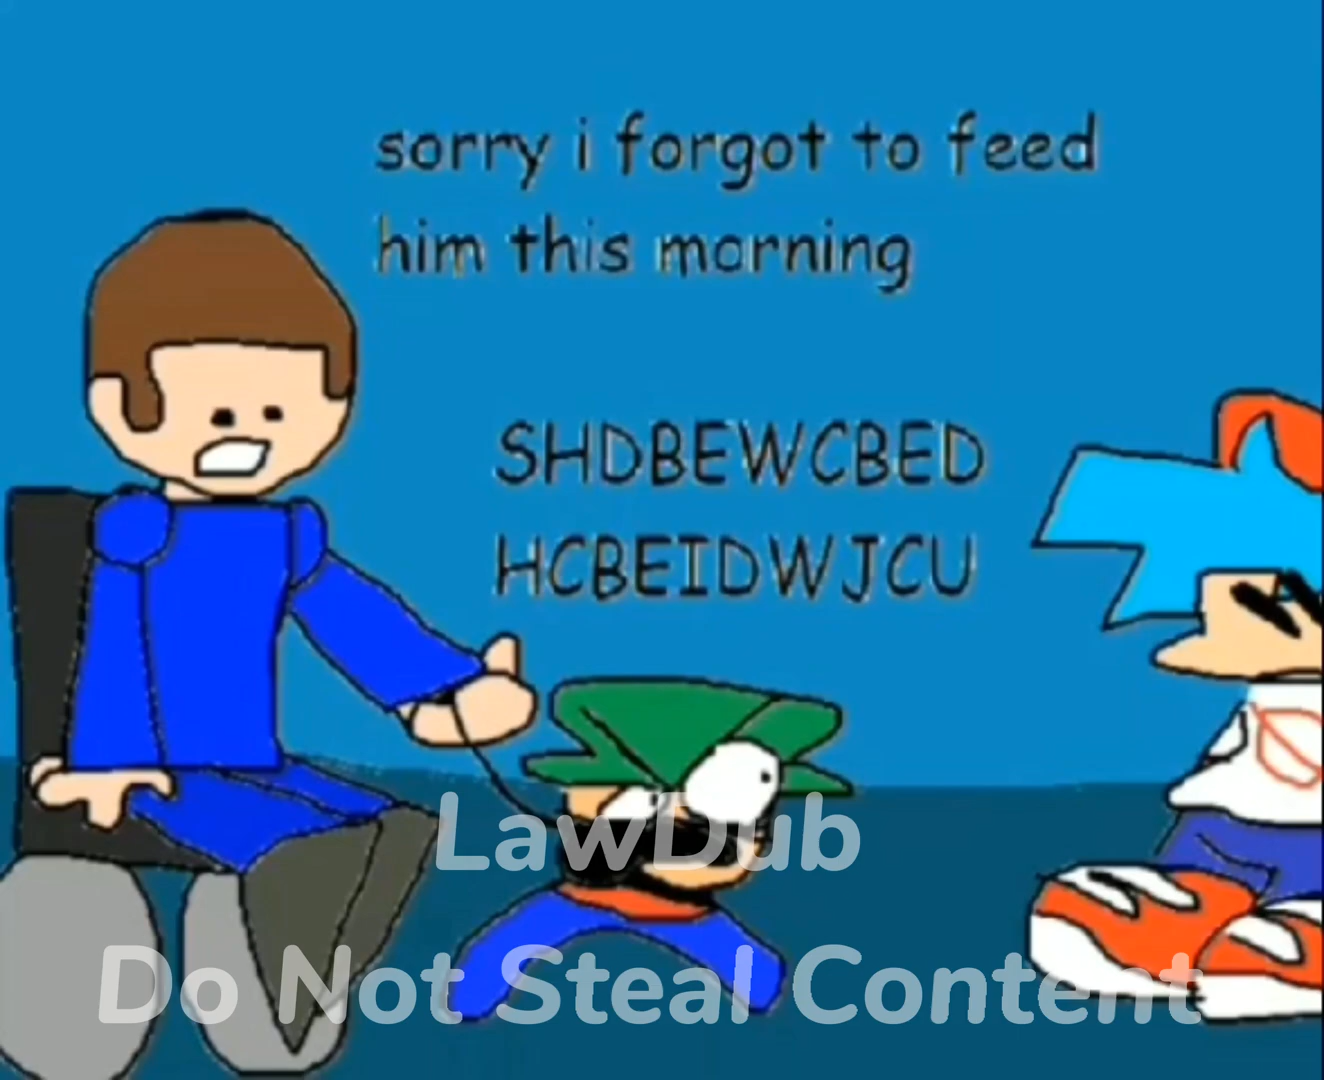 sorry i forgot to feed
him this morning
SHDBEWCBED
HCBEIDWJCU
LawDub
Do Not Steal Content